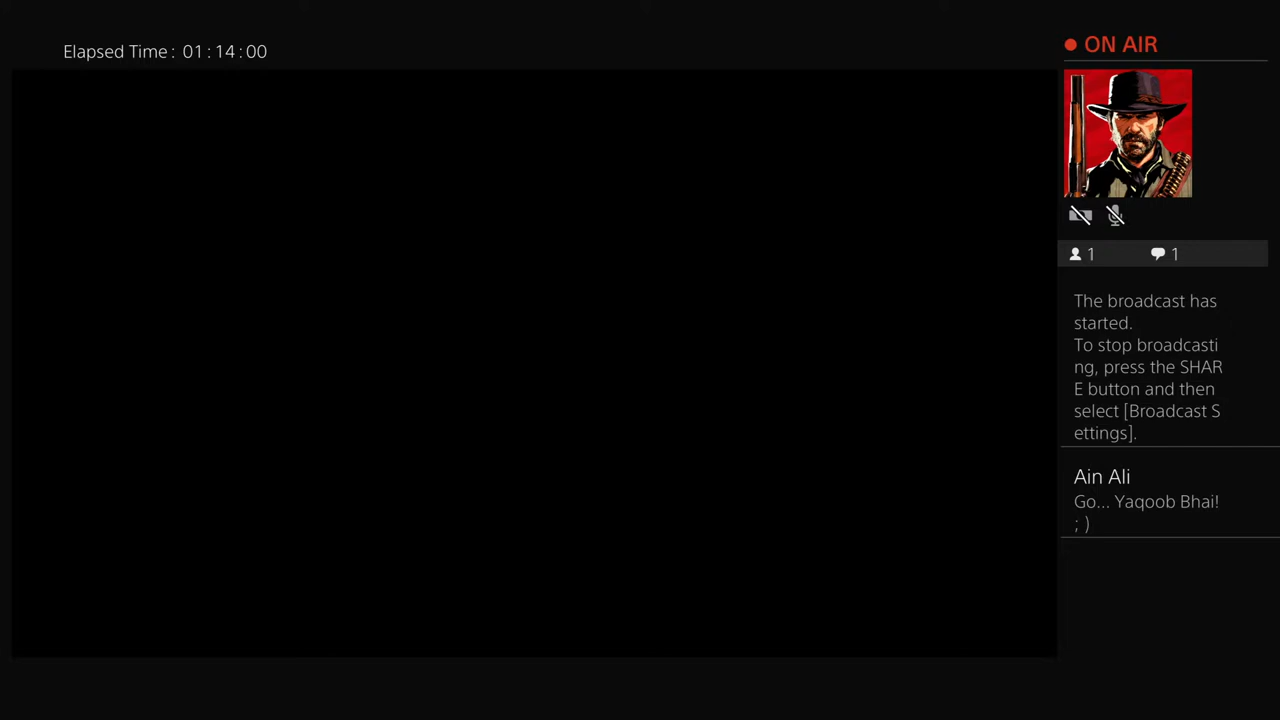 Elapsed Time: 01:14:00
ON AIR
1
1
The broadcast has
started.
To stop broadcasti
ng, press the SHAR
E button and then
select [Broadcast S
ettings].
Ain Ali
Go... Yaqoob Bhai!
; )